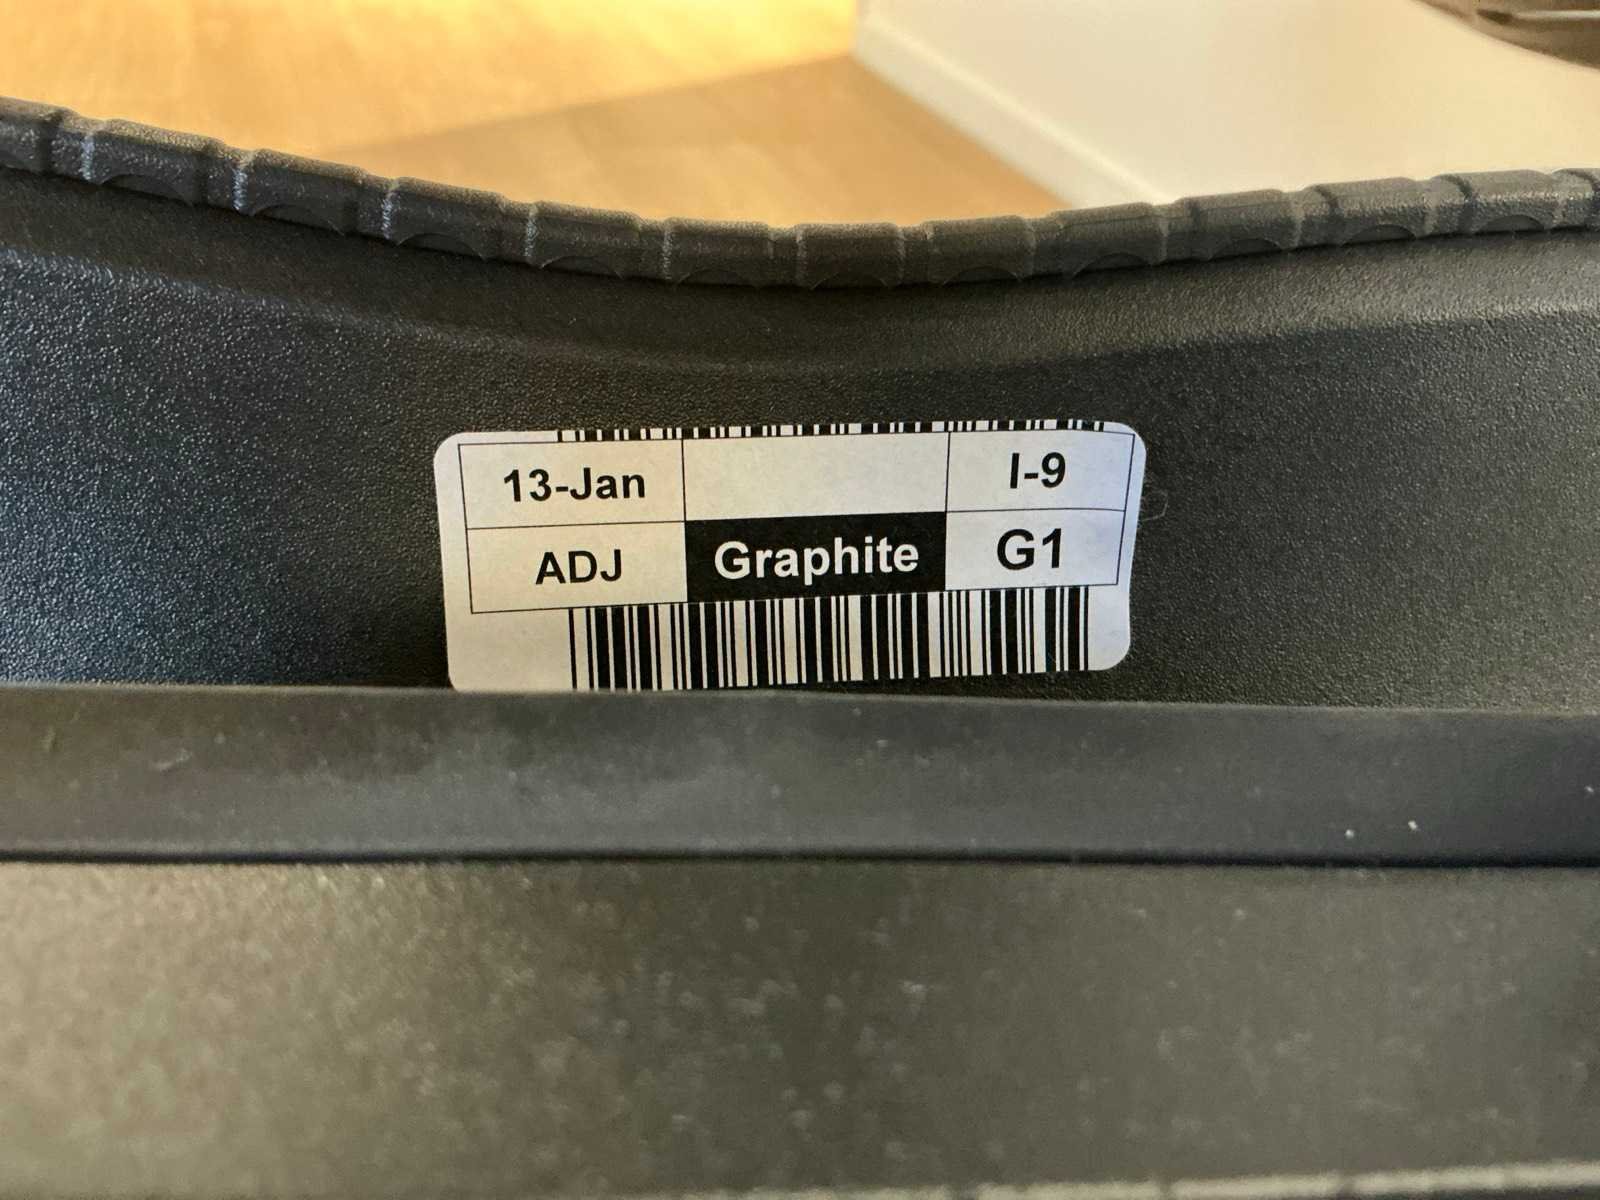 13-Jan I-9
ADJ Graphite G1